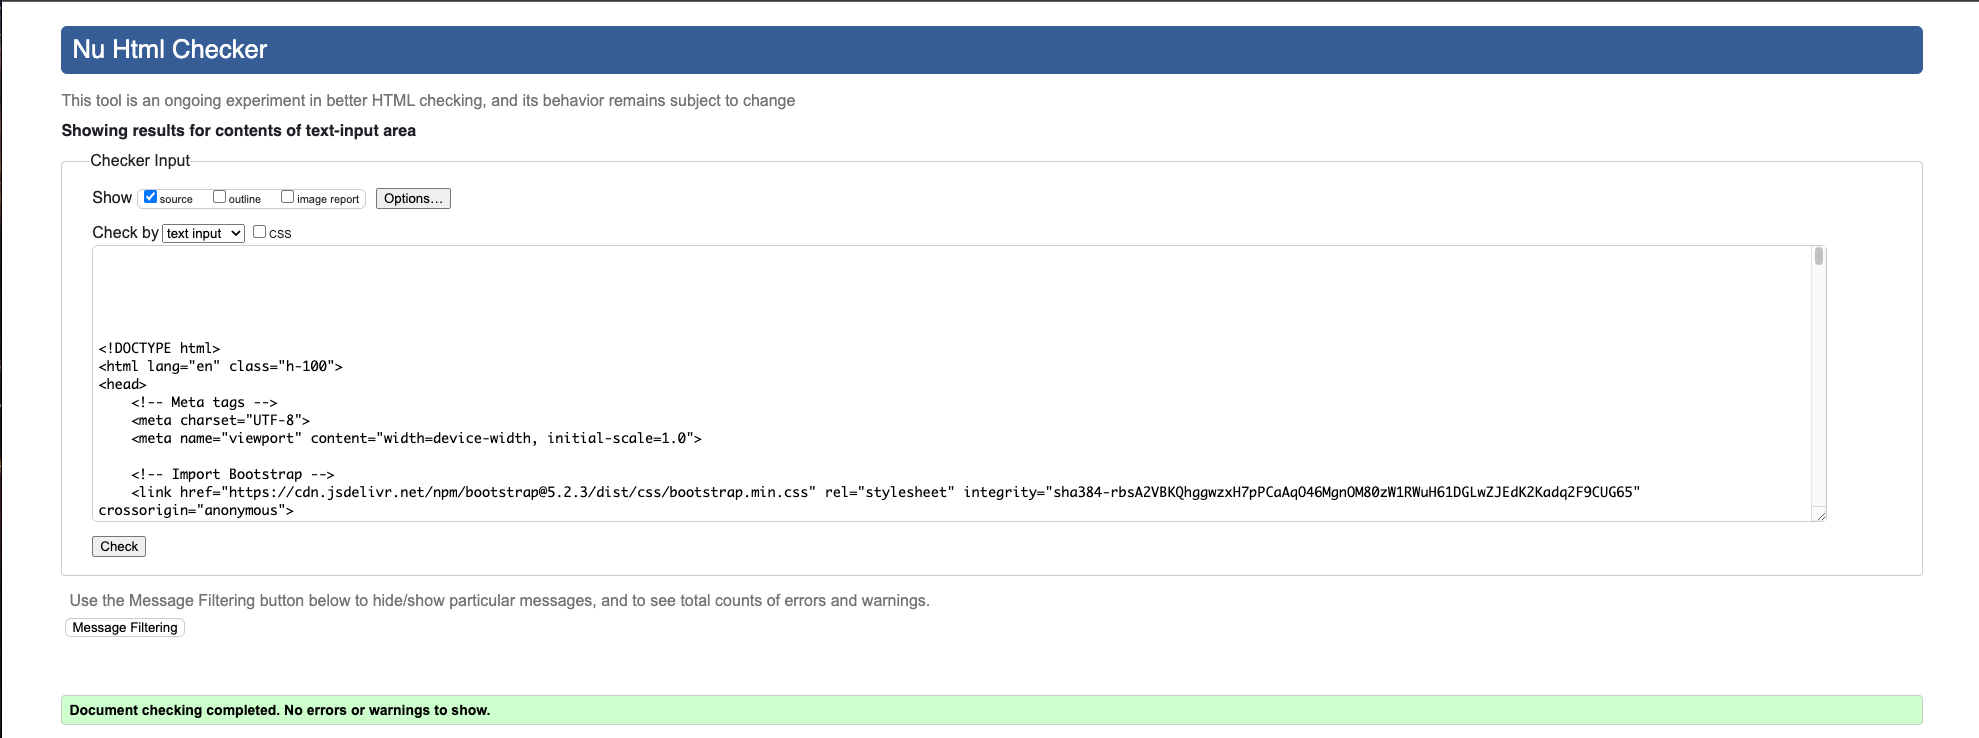 Nu Html Checker
This tool is an ongoing experiment in better HTML checking, and its behavior remains subject to change
Showing results for contents of text-input area
Checker Input
Show source outline image report Options...
Check by text input css
<!DOCTYPE html>
<html lang="en" class="h-100">
<head>
    <!-- Meta tags -->
    <meta charset="UTF-8">
    <meta name="viewport" content="width=device-width, initial-scale=1.0">
    <!-- Import Bootstrap -->
    <link href="https://cdn.jsdelivr.net/npm/bootstrap@5.2.3/dist/css/bootstrap.min.css" rel="stylesheet" integrity="sha384-rbsA2VBKQhggwzxH7pPCaAqO46MgnOM80zW1RWuH61DGLwZJEdK2Kadq2F9CUG65"
crossorigin="anonymous">
Check
Use the Message Filtering button below to hide/show particular messages, and to see total counts of errors and warnings.
Message Filtering
Document checking completed. No errors or warnings to show.